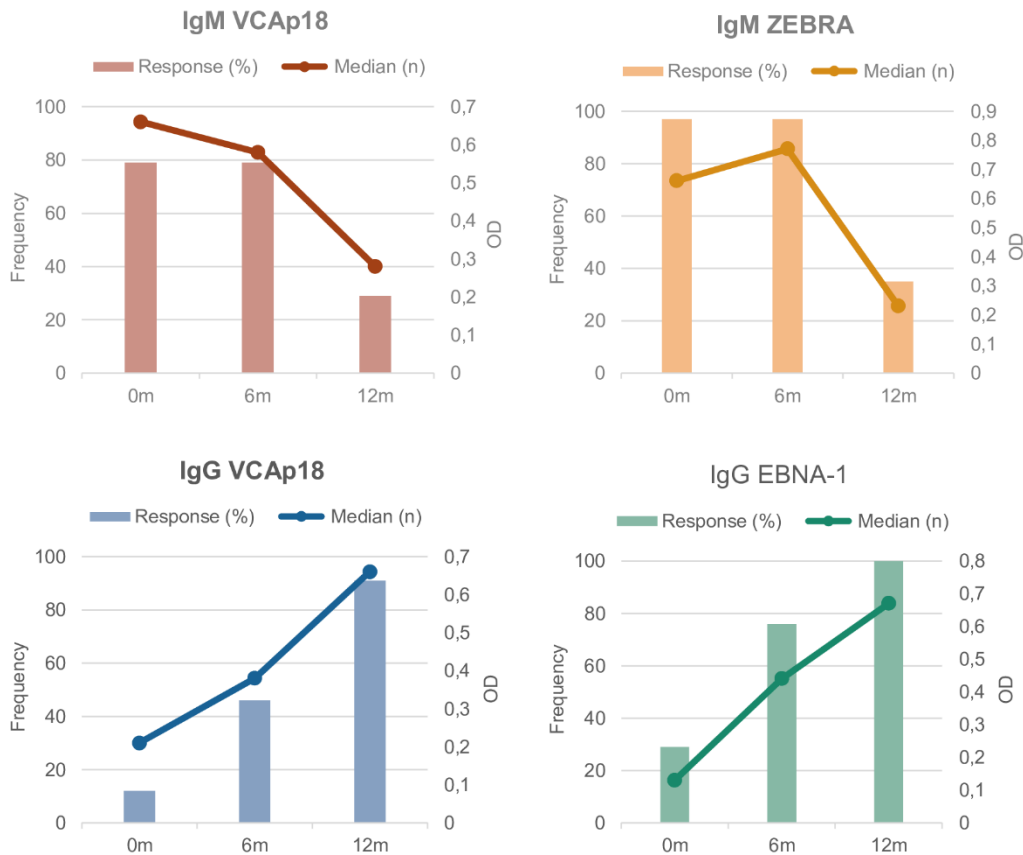 IgM VCAp18
Response (%) Median (n)
100
80
60
40
20
0
Frequency
0,7
0,6
0,5
0,4
0,3
0,2
0,1
0
OD
0m 6m 12m
IgM ZEBRA
Response (%) Median (n)
100
80
60
40
20
0
Frequency
0,9
0,8
0,7
0,6
0,5
0,4
0,3
0,2
0,1
0
OD
0m 6m 12m
IgG VCAp18
Response (%) Median (n)
100
80
60
40
20
0
Frequency
0,7
0,6
0,5
0,4
0,3
0,2
0,1
0
OD
0m 6m 12m
IgG EBNA-1
Response (%) Median (n)
100
80
60
40
20
0
Frequency
0,8
0,7
0,6
0,5
0,4
0,3
0,2
0,1
0
OD
0m 6m 12m